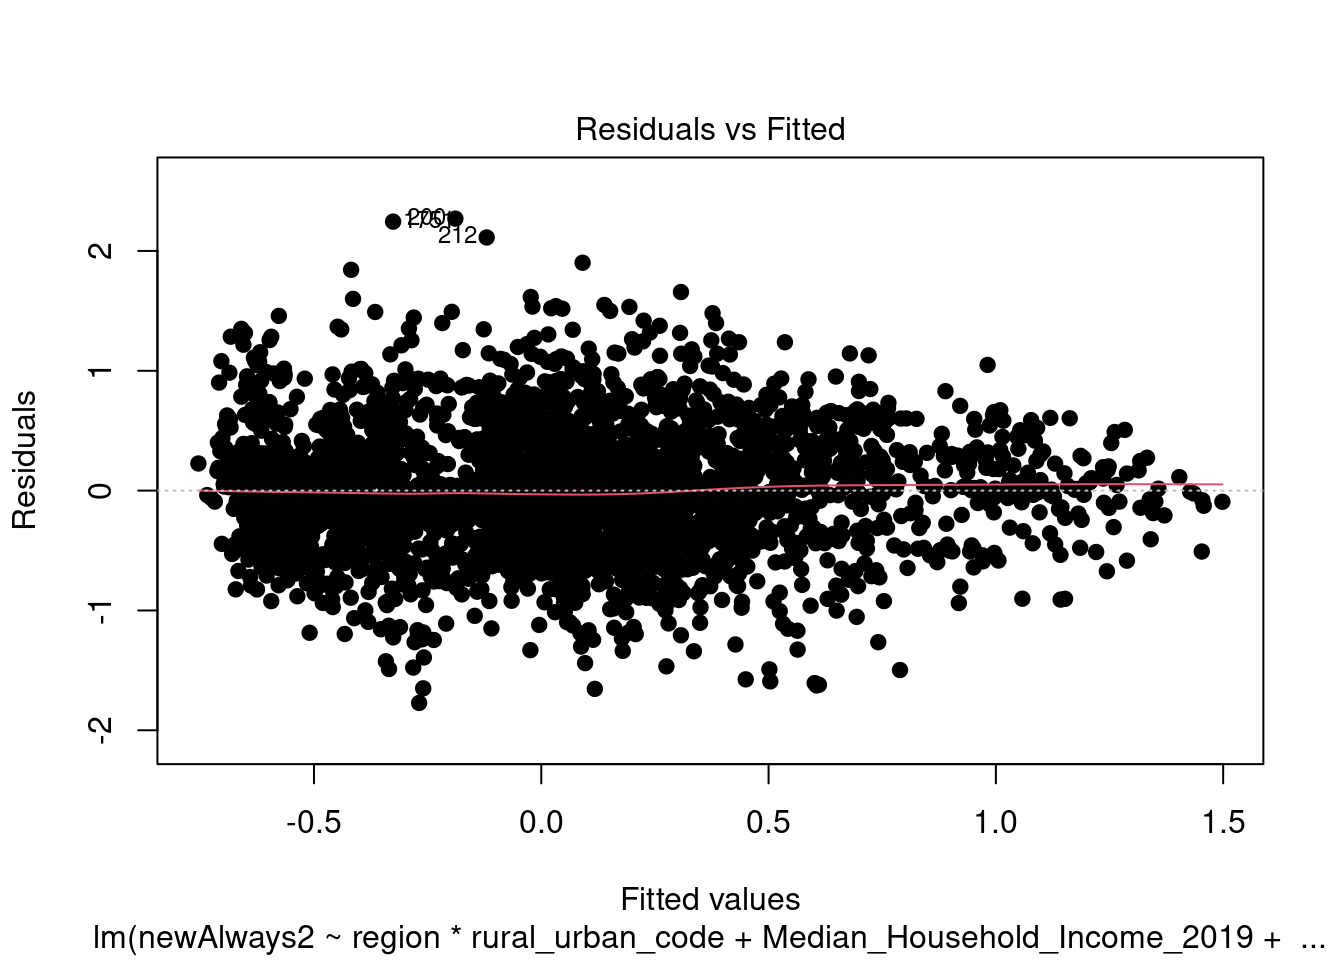 Residuals vs Fitted
212
Residuals
2
1
0
-1
-2
-0.5 0.0 0.5 1.0 1.5
Fitted values
lm(newAlways2 ~ region * rural_urban_code + Median_Household_Income_2019 + ...